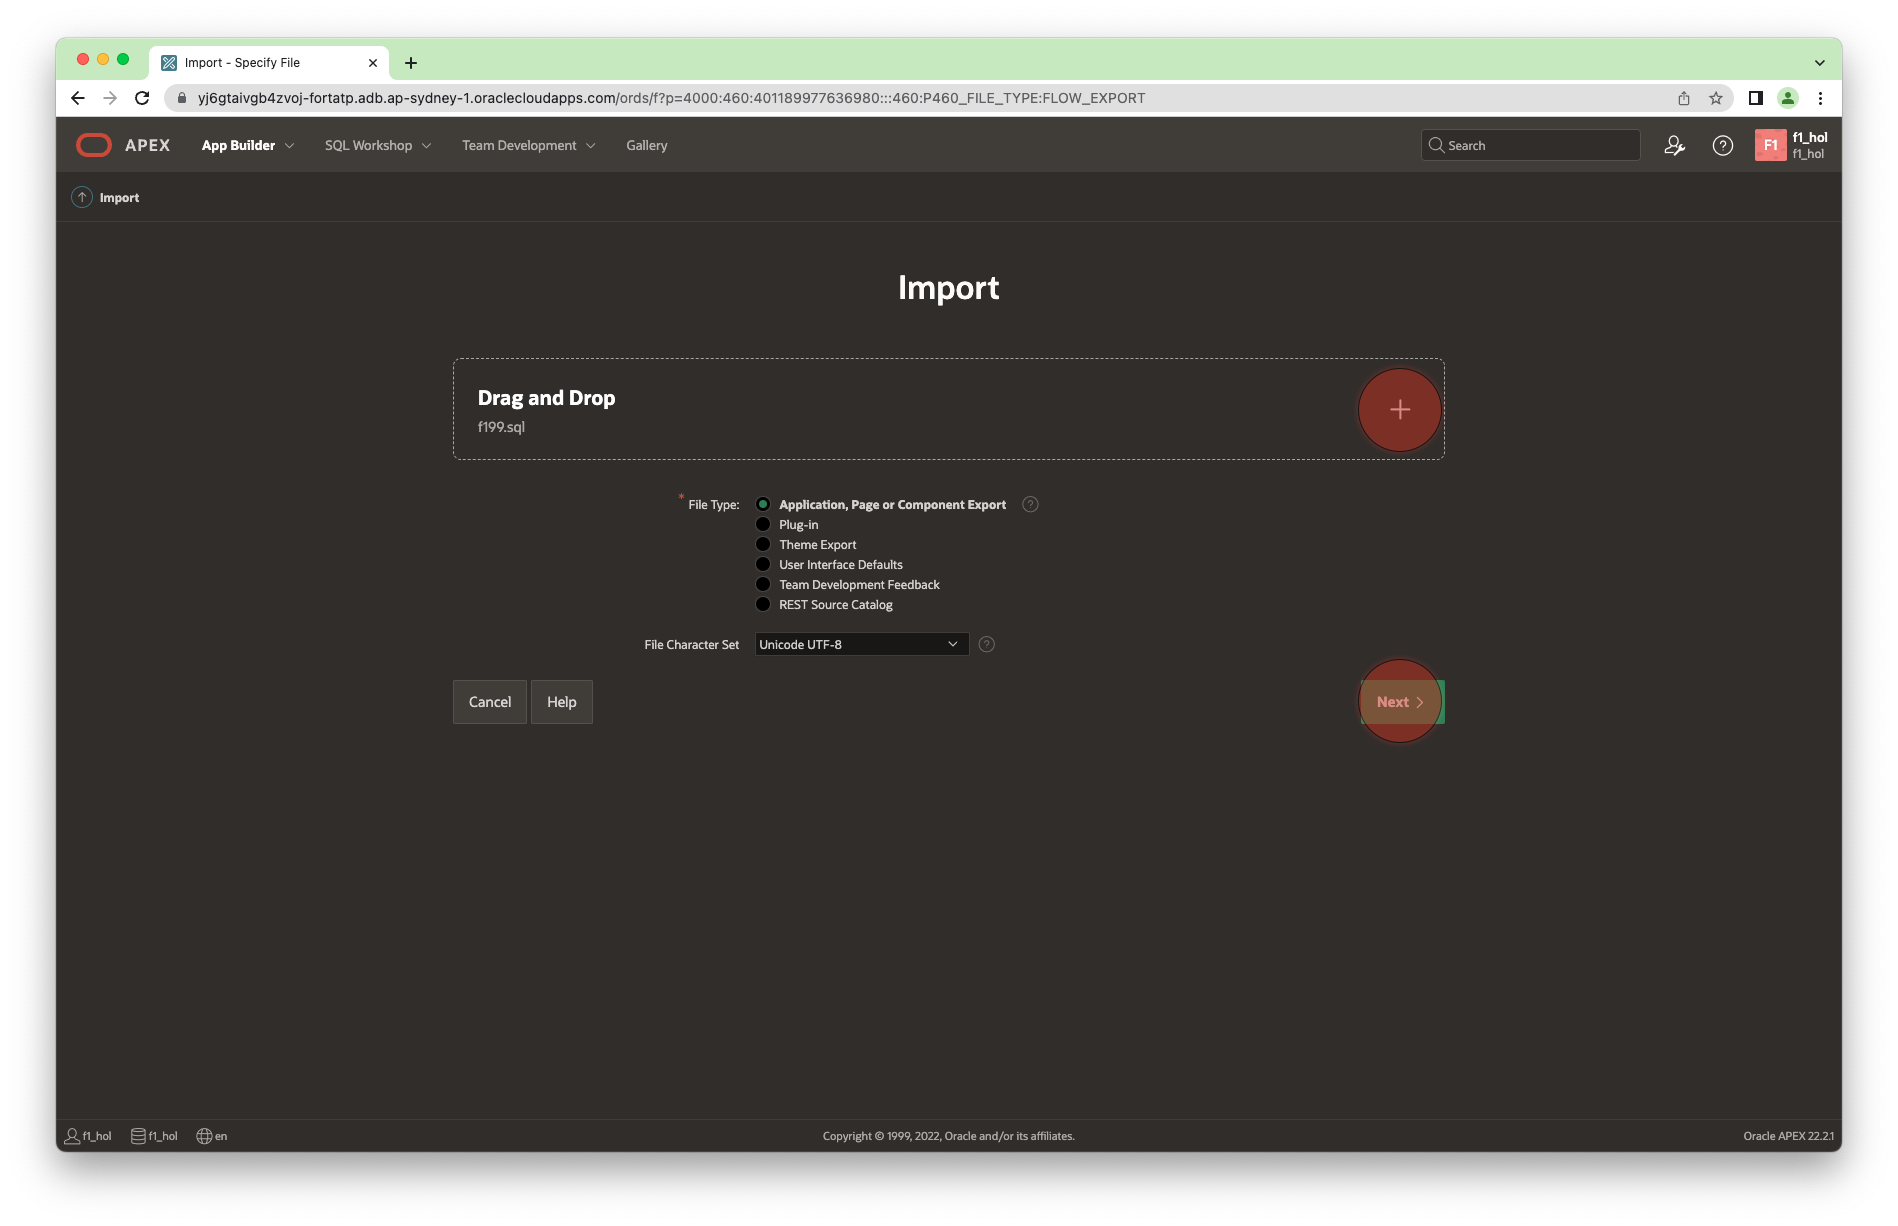 Import - Specify File
yj6gtaivgb4zvoj-fortatp.adb.ap-sydney-1.oraclecloudapps.com/ords/f?p=4000:460:401189977636980:::460:P460_FILE_TYPE:FLOW_EXPORT
APEX App Builder SQL Workshop Team Development Gallery Search F1 f1_hol
f1_hol
Import
Import
Drag and Drop
f199.sql
* File Type: Application, Page or Component Export
Plug-in
Theme Export
User Interface Defaults
Team Development Feedback
REST Source Catalog
File Character Set Unicode UTF-8
Cancel Help Next
f1_hol f1_hol en Copyright © 1999, 2022, Oracle and/or its affiliates. Oracle APEX 22.2.1